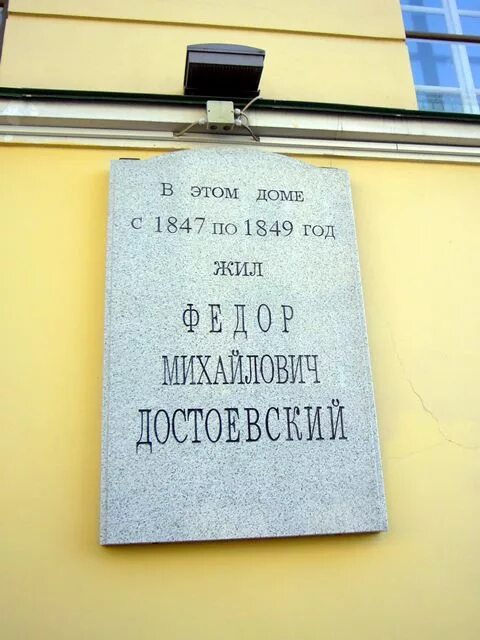 В ЭТОМ ДОМЕ
С 1847 ПО 1849 ГОД
ЖИЛ
ФЕДОР
МИХАЙЛОВИЧ
ДОСТОЕВСКИЙ